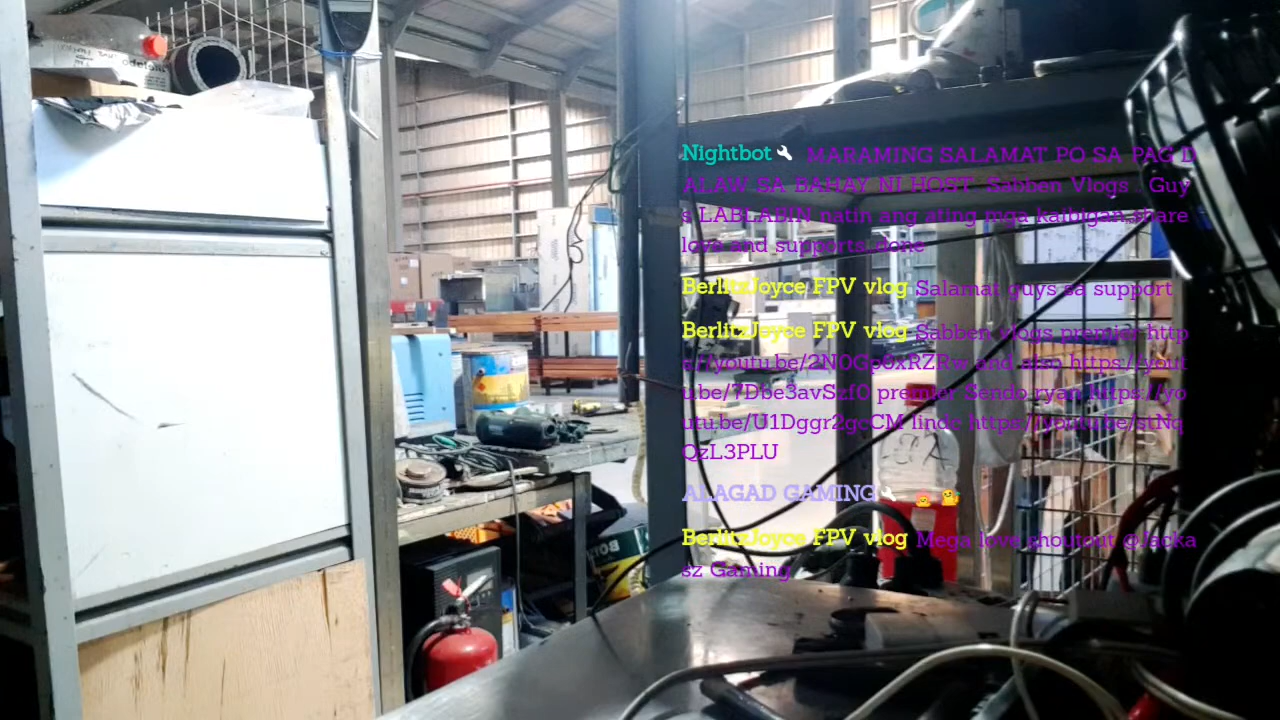 Nightbot MARAMING SALAMAT PO SA PAG D
ALAW SA BAHAY NI HOST Sabben Vlogs . Guy
s LABLABIN natin ang ating mga kaibigan,share
love and supports done
BerlitzJoyce FPV vlog Salamat guys sa support
BerlitzJoyce FPV vlog Sabben vlogs premier http
s://youtu.be/2N0Gp6xRZRw and also https://yout
u.be/7Dbe3avSzf0 premier Sendo ryan https://yo
utu.be/U1Dggr2gcCM linde https://youtu.be/stNq
QzL3PLU
ALAGAD GAMING
BerlitzJoyce FPV vlog Mega love shoutout @Jacka
sz Gaming